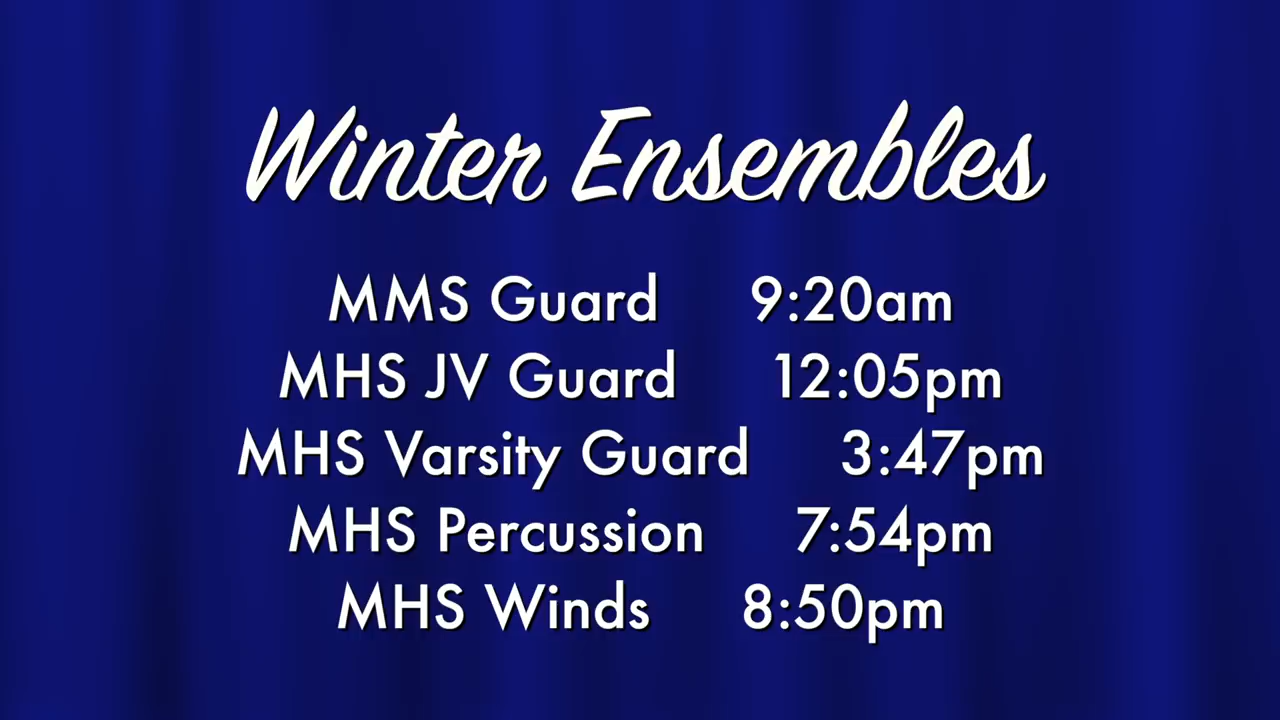 Winter Ensembles
MMS Guard 9:20am
MHS JV Guard 12:05pm
MHS Varsity Guard 3:47pm
MHS Percussion 7:54pm
MHS Winds 8:50pm